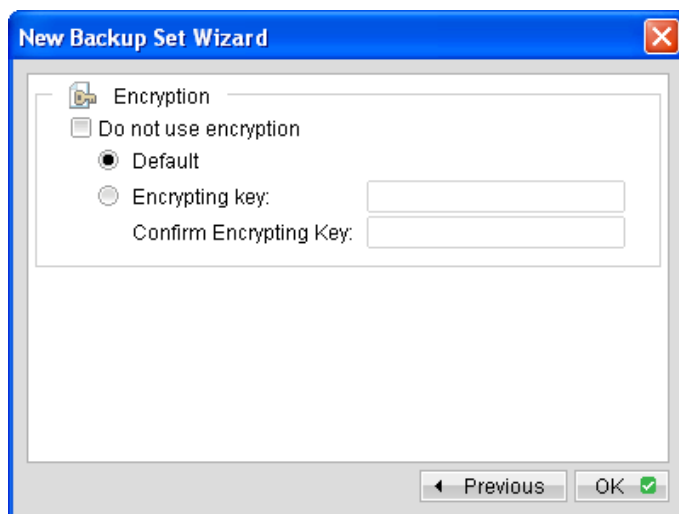 New Backup Set Wizard
Encryption
Do not use encryption
Default
Encrypting key:
Confirm Encrypting Key:
Previous
OK